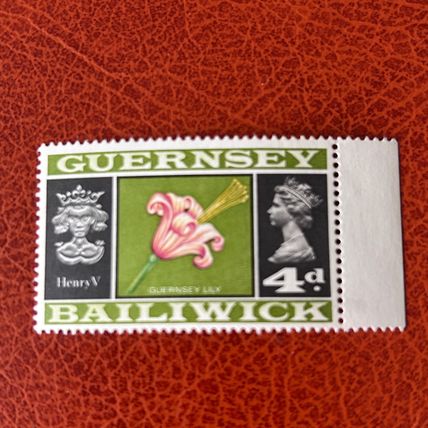 GUERNSEY
Henry V
GUERNSEY LILY
4d.
BAILIWICK